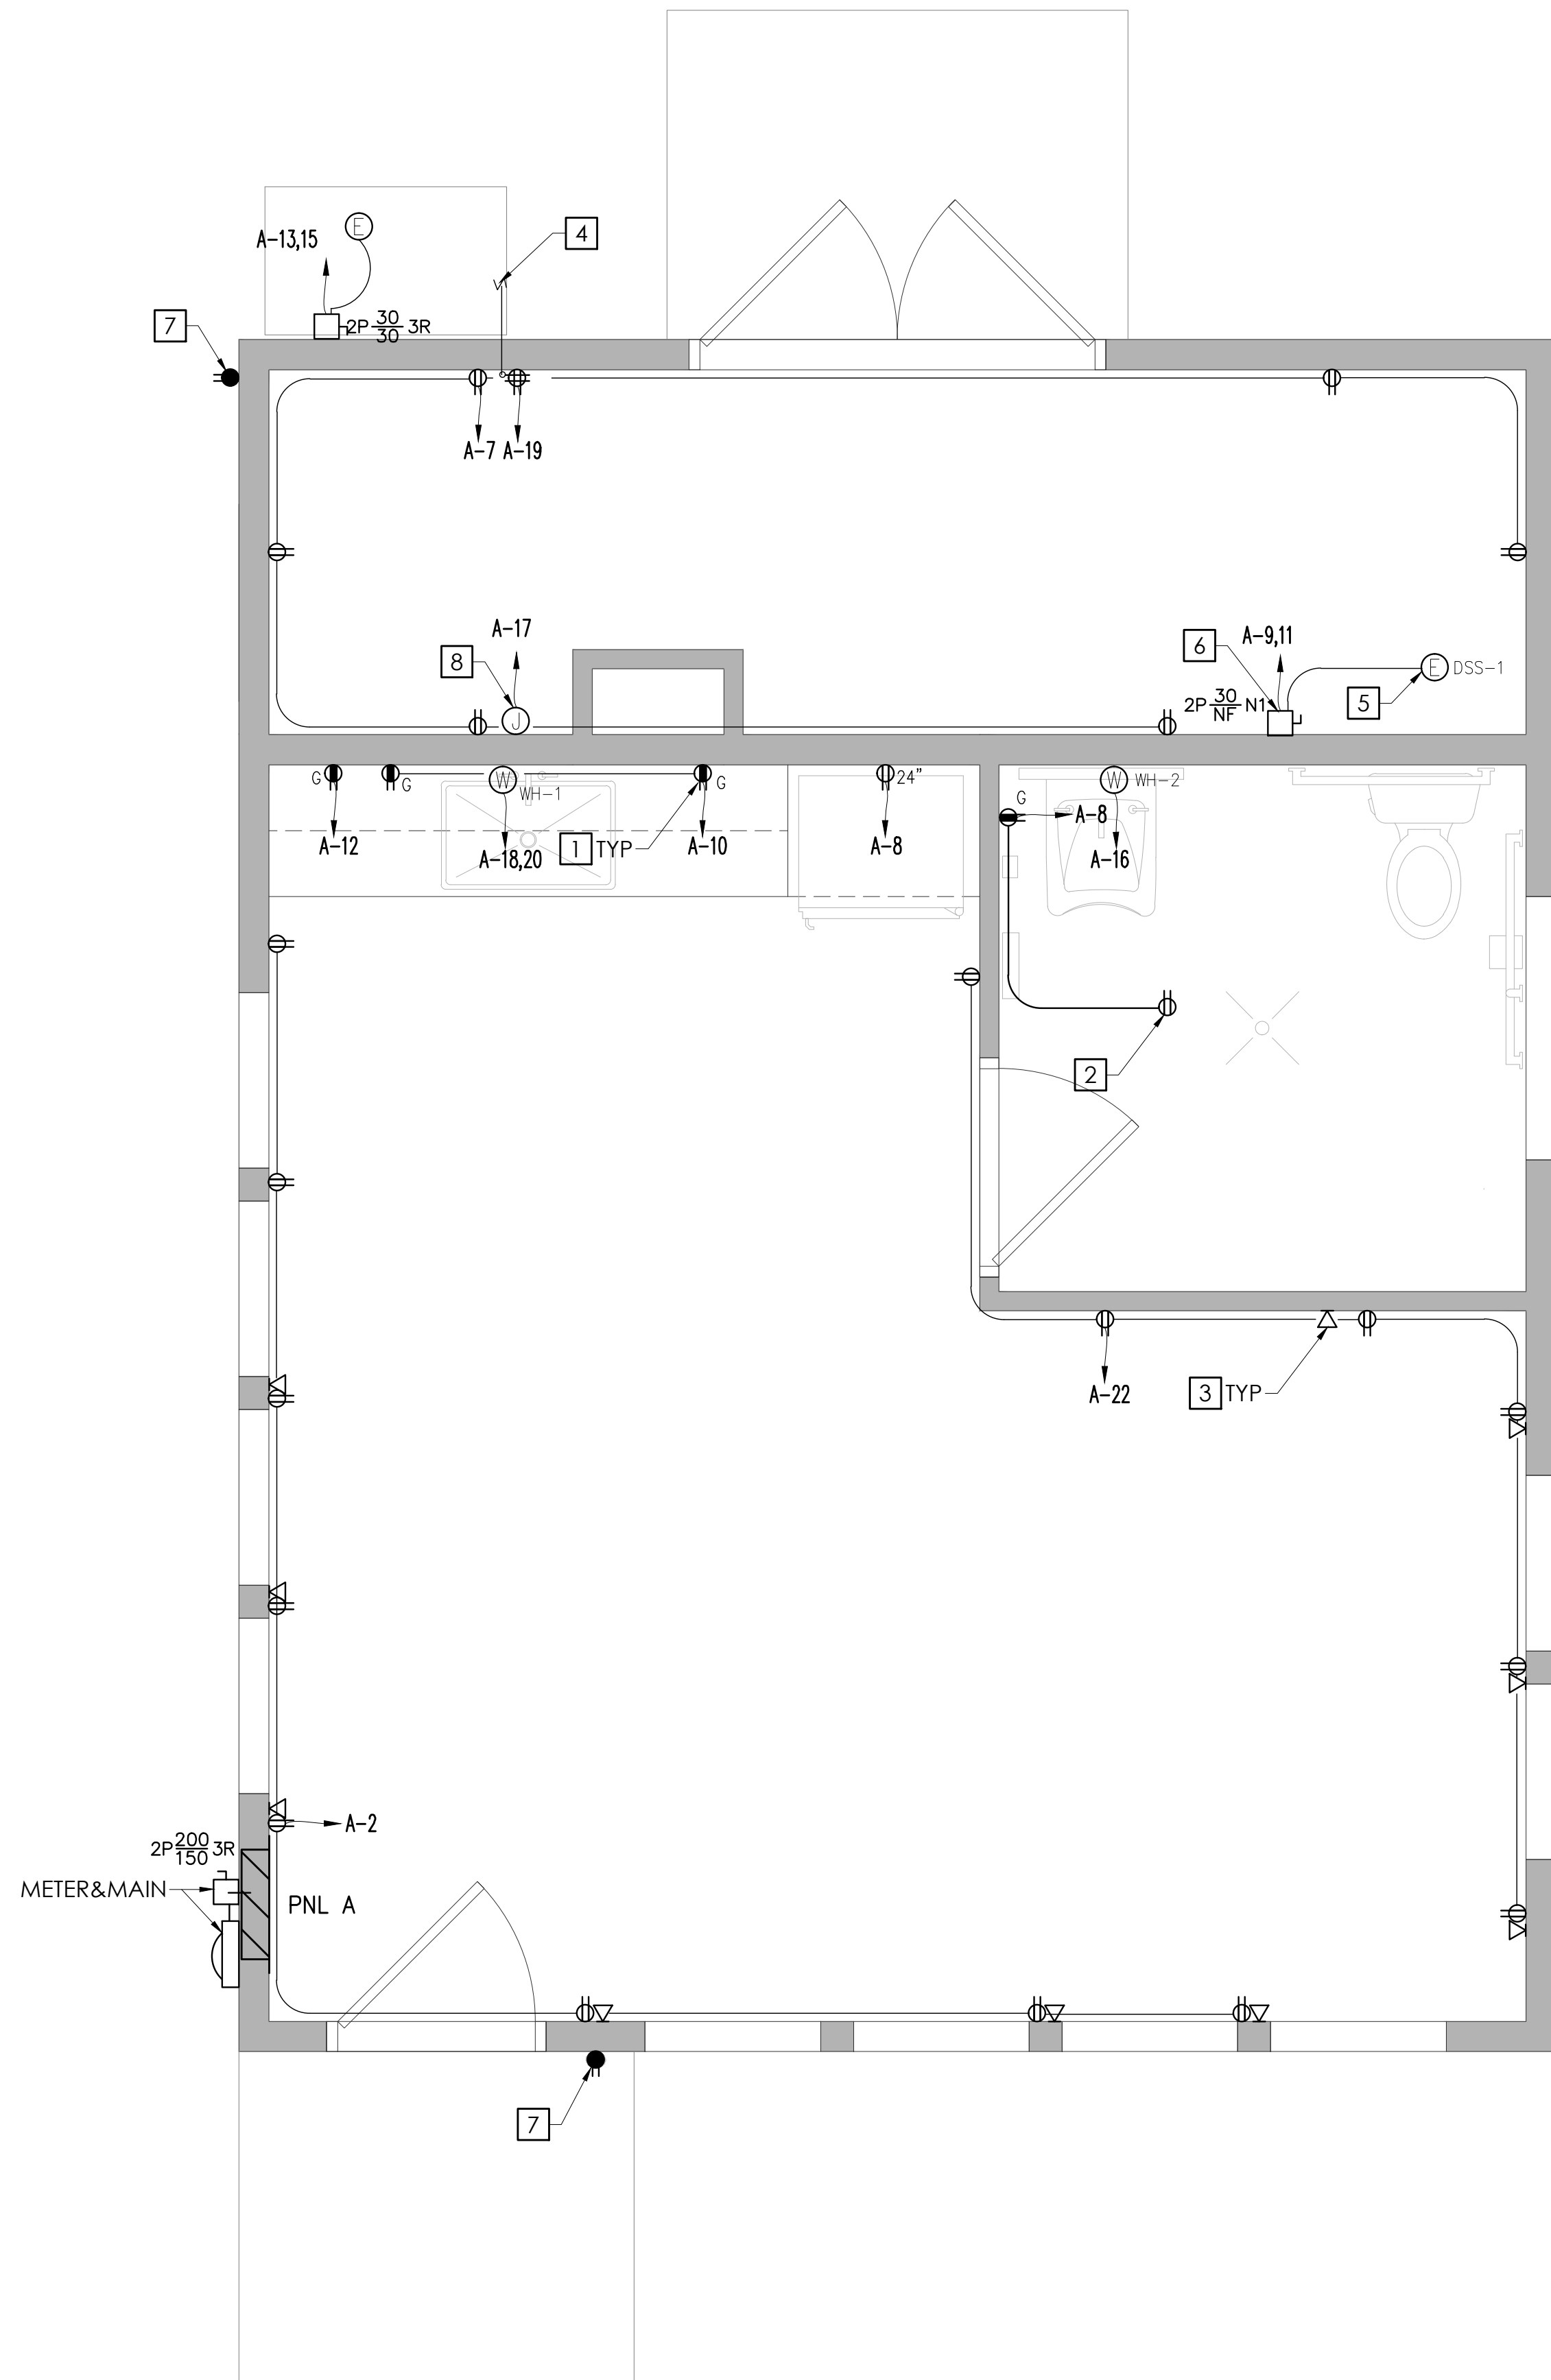 4
E
A-13,15
7
2P 30/30 3R
A-7 A-19
A-17
8
J
6
A-9,11
E DSS-1
5
2P 30/NF N1
G
G
W
WH-1
G
24"
W
WH-2
G
A-8
A-12
A-18,20
1 TYP
A-10
A-8
A-16
2
A-22
3 TYP
A-2
2P 200/150 3R
METER&MAIN
PNL A
7